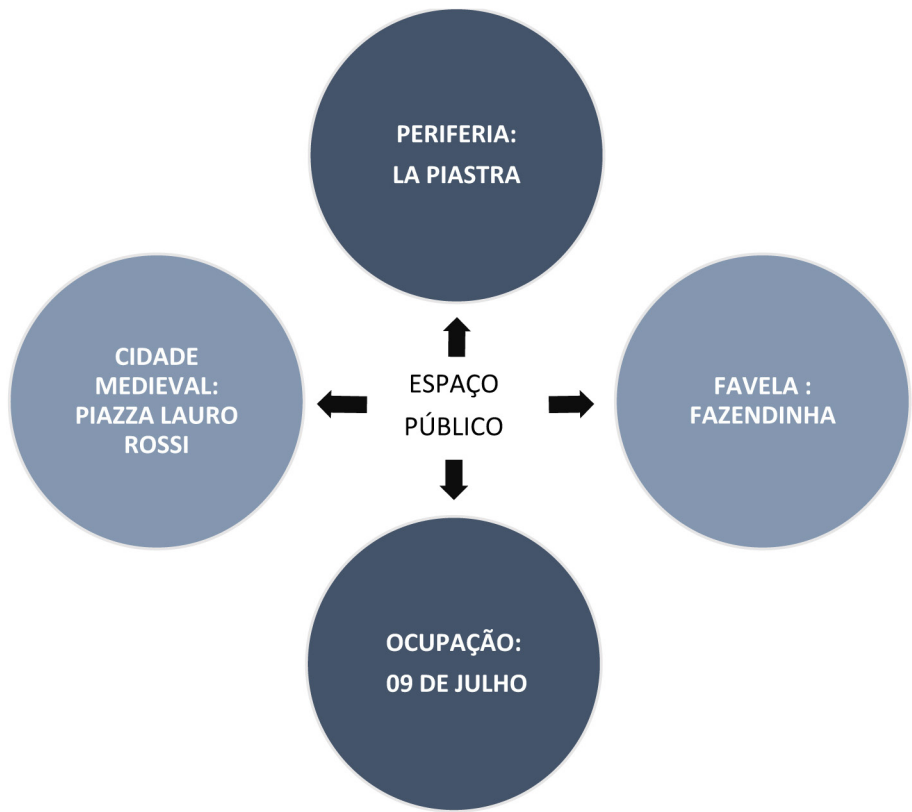 PERIFERIA:
LA PIASTRA
CIDADE
MEDIEVAL:
PIAZZA LAURO
ROSSI
ESPAÇO
PÚBLICO
FAVELA :
FAZENDINHA
OCUPAÇÃO:
09 DE JULHO